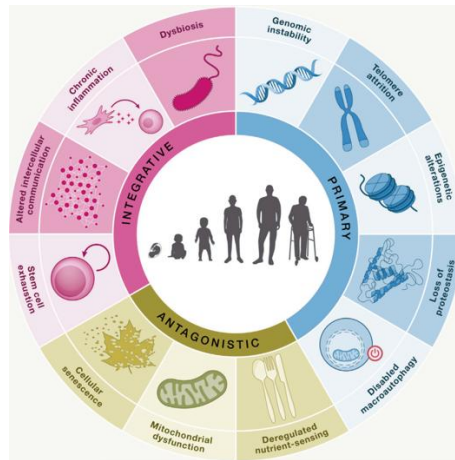 Genomic
instability
Telomere
attrition
Epigenetic
alterations
Loss of
proteostasis
Disabled
macroautophagy
Deregulated
nutrient-sensing
Mitochondrial
dysfunction
Cellular
senescence
Stem cell
exhaustion
Altered intercellular
communication
Chronic
inflammation
Dysbiosis
PRIMARY
ANTAGONISTIC
INTEGRATIVE